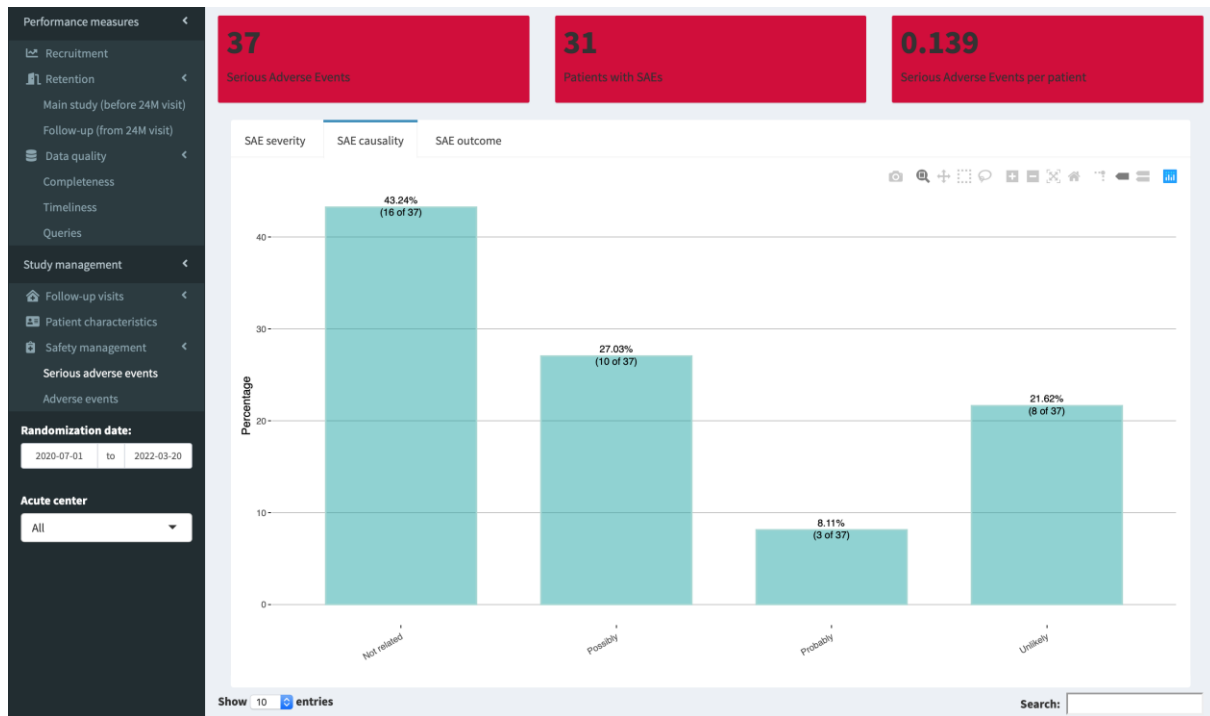 Performance measures
Recruitment
Retention
Main study (before 24M visit)
Follow-up (from 24M visit)
Data quality
Completeness
Timeliness
Queries
Study management
Follow-up visits
Patient characteristics
Safety management
Serious adverse events
Adverse events
Randomization date:
2020-07-01 to 2022-03-20
Acute center
All
37
Serious Adverse Events
31
Patients with SAEs
0.139
Serious Adverse Events per patient
SAE severity SAE causality SAE outcome
Percentage
40
30
20
10
0
43.24%
(16 of 37)
27.03%
(10 of 37)
8.11%
(3 of 37)
21.62%
(8 of 37)
Not related
Possibly
Probably
Unlikely
Show 10 entries
Search: